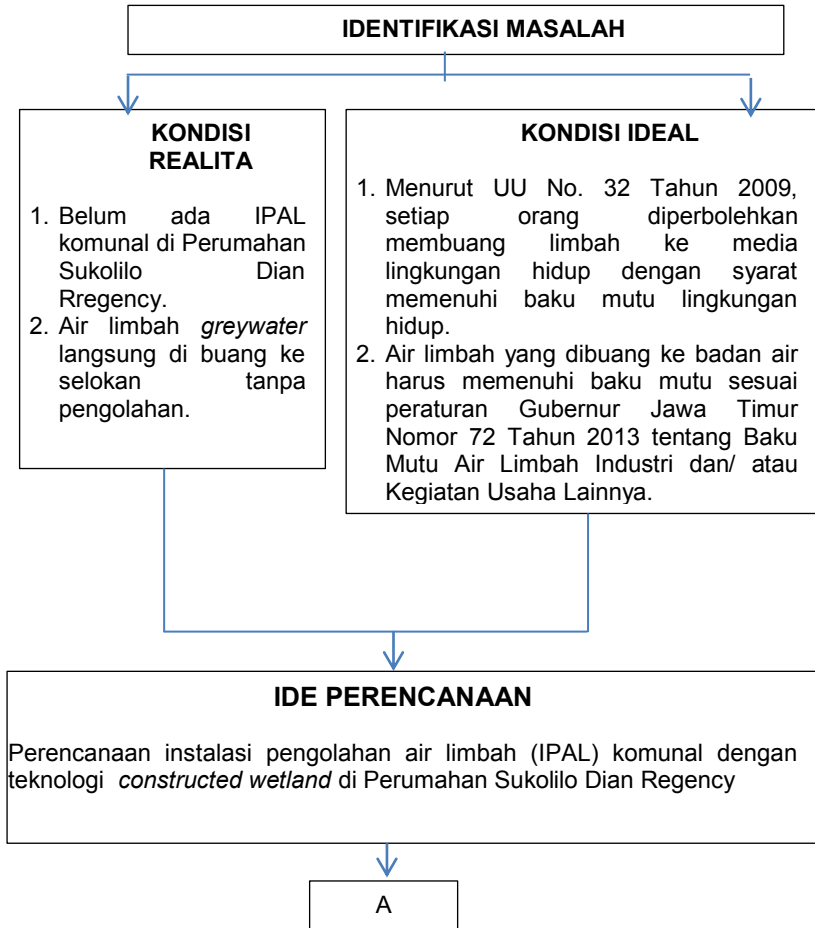 IDENTIFIKASI MASALAH
KONDISI
REALITA
1. Belum ada IPAL
komunal di Perumahan
Sukolilo Dian
Rregency.
2. Air limbah greywater
langsung di buang ke
selokan tanpa
pengolahan.
KONDISI IDEAL
1. Menurut UU No. 32 Tahun 2009,
setiap orang diperbolehkan
membuang limbah ke media
lingkungan hidup dengan syarat
memenuhi baku mutu lingkungan
hidup.
2. Air limbah yang dibuang ke badan air
harus memenuhi baku mutu sesuai
peraturan Gubernur Jawa Timur
Nomor 72 Tahun 2013 tentang Baku
Mutu Air Limbah Industri dan/ atau
Kegiatan Usaha Lainnya.
IDE PERENCANAAN
Perencanaan instalasi pengolahan air limbah (IPAL) komunal dengan
teknologi constructed wetland di Perumahan Sukolilo Dian Regency
A